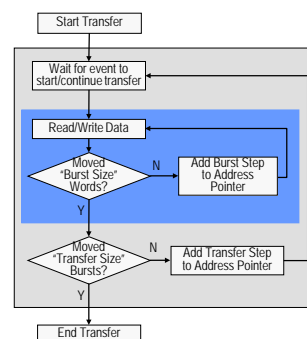 Start Transfer
Wait for event to
start/continue transfer
Read/Write Data
Moved
"Burst Size"
Words?
N
Add Burst Step
to Address
Pointer
Y
Moved
"Transfer Size"
Bursts?
N
Add Transfer Step
to Address Pointer
Y
End Transfer